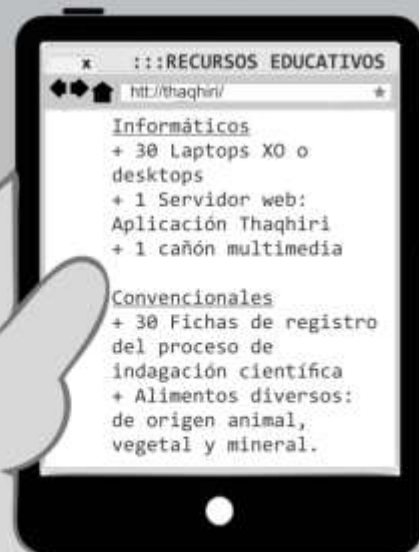 x :::RECURSOS EDUCATIVOS
htt://thaqhiri/
Informáticos
+ 30 Laptops XO o
desktops
+ 1 Servidor web:
Aplicación Thaqhiri
+ 1 cañón multimedia
Convencionales
+ 30 Fichas de registro
del proceso de
indagación científica
+ Alimentos diversos:
de origen animal,
vegetal y mineral.